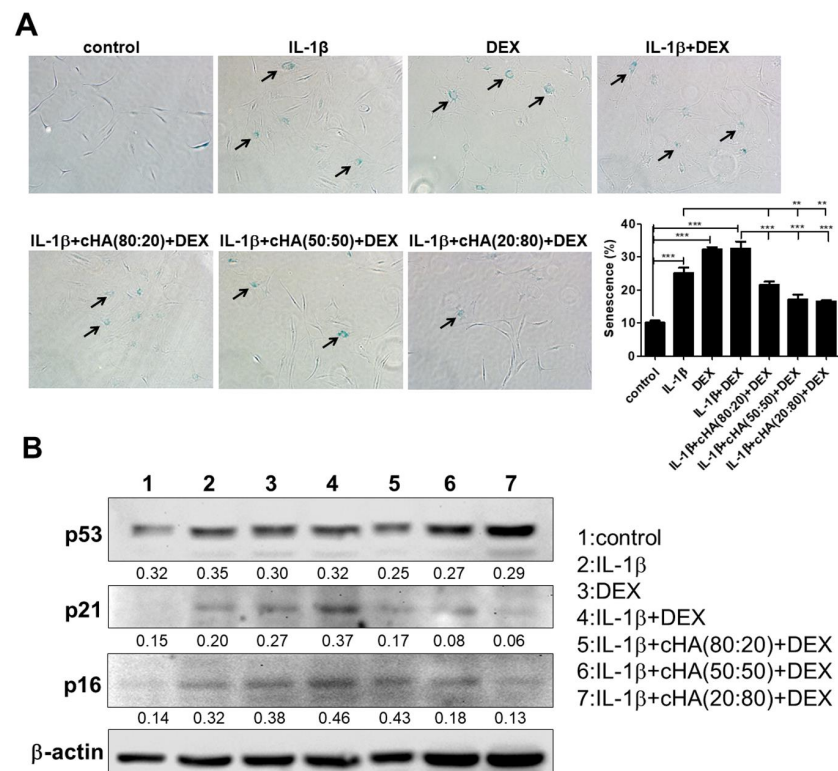 A
control
IL-1β
DEX
IL-1β+DEX
IL-1β+cHA(80:20)+DEX
IL-1β+cHA(50:50)+DEX
IL-1β+cHA(20:80)+DEX
Senescence (%)
40
30
20
10
0
***
***
***
**
**
***
***
***
control
IL-1β
DEX
IL-1β+DEX
IL-1β+cHA(80:20)+DEX
IL-1β+cHA(50:50)+DEX
IL-1β+cHA(20:80)+DEX
B
1 2 3 4 5 6 7
p53
0.32 0.35 0.30 0.32 0.25 0.27 0.29
p21
0.15 0.20 0.27 0.37 0.17 0.08 0.06
p16
0.14 0.32 0.38 0.46 0.43 0.18 0.13
β-actin
1:control
2:IL-1β
3:DEX
4:IL-1β+DEX
5:IL-1β+cHA(80:20)+DEX
6:IL-1β+cHA(50:50)+DEX
7:IL-1β+cHA(20:80)+DEX